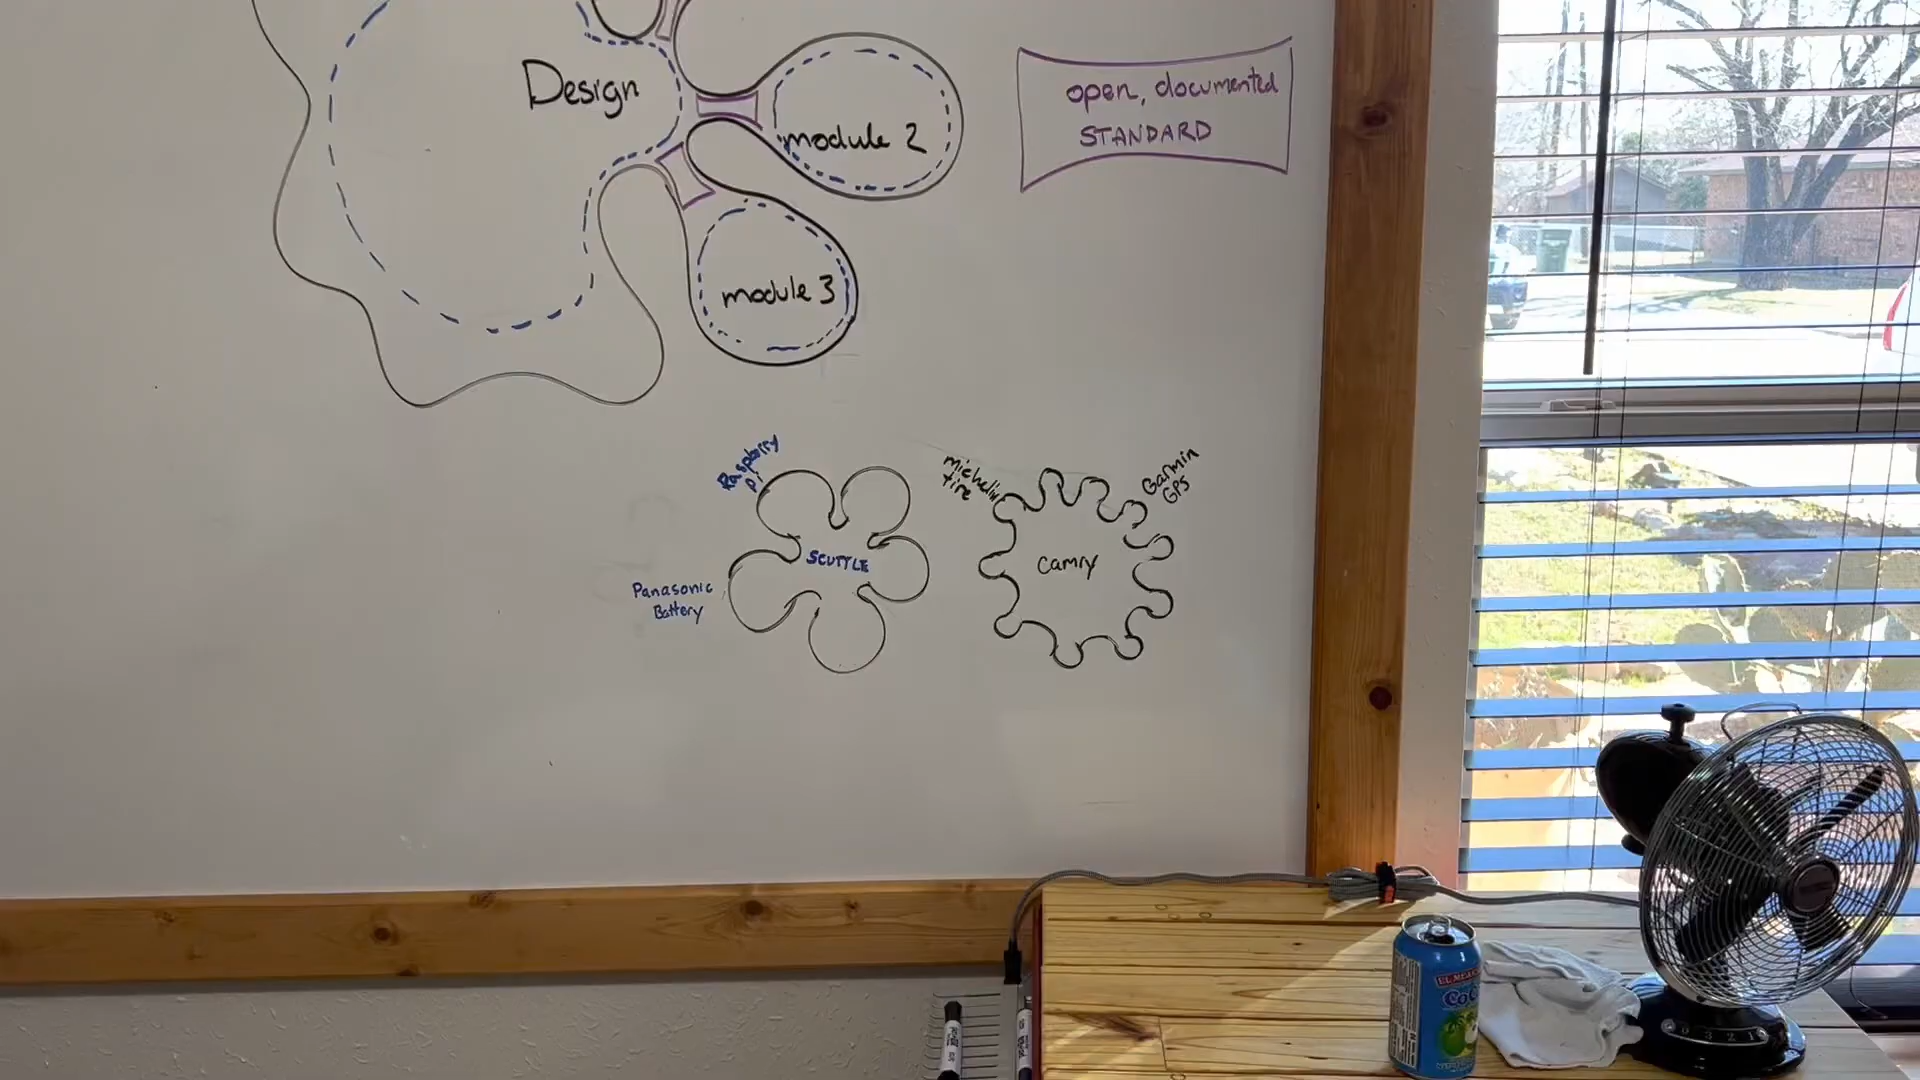 Design
module 2
module 3
open, documented
STANDARD
Raspberry
Pi
SCUTTLE
Panasonic
Battery
michelin
tire
Garmin
GPS
Camry